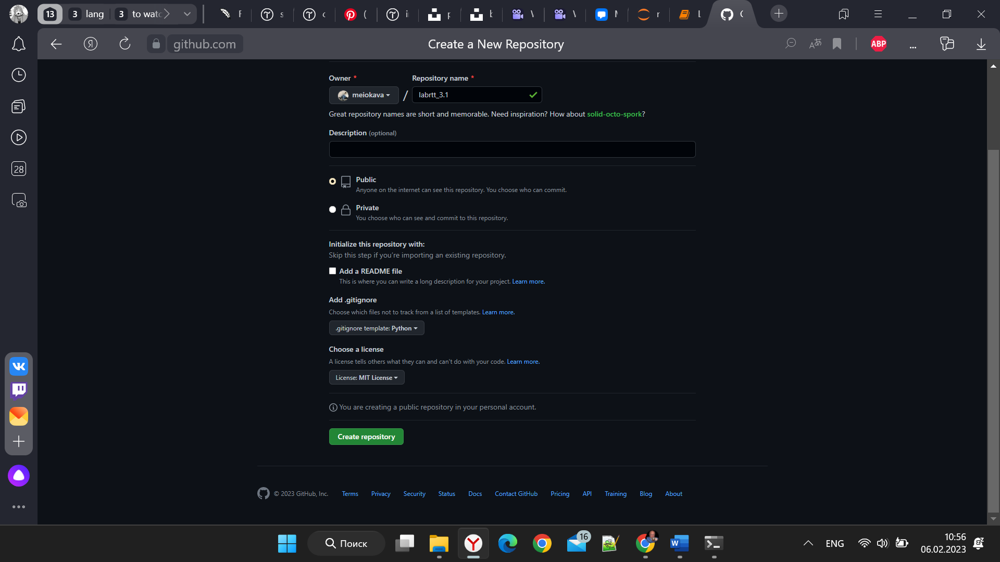 13
3 lang
3 to watc
github.com
Create a New Repository
ABP
...
28
Owner *
Repository name *
meiokava
/
labrtt_3.1
Great repository names are short and memorable. Need inspiration? How about solid-octo-spork?
Description (optional)
Public
Anyone on the internet can see this repository. You choose who can commit.
Private
You choose who can see and commit to this repository.
Initialize this repository with:
Skip this step if you’re importing an existing repository.
Add a README file
This is where you can write a long description for your project. Learn more.
Add .gitignore
Choose which files not to track from a list of templates. Learn more.
.gitignore template: Python
Choose a license
A license tells others what they can and can't do with your code. Learn more.
License: MIT License
You are creating a public repository in your personal account.
Create repository
© 2023 GitHub, Inc. Terms Privacy Security Status Docs Contact GitHub Pricing API Training Blog About
Поиск
16
ENG
10:56
06.02.2023